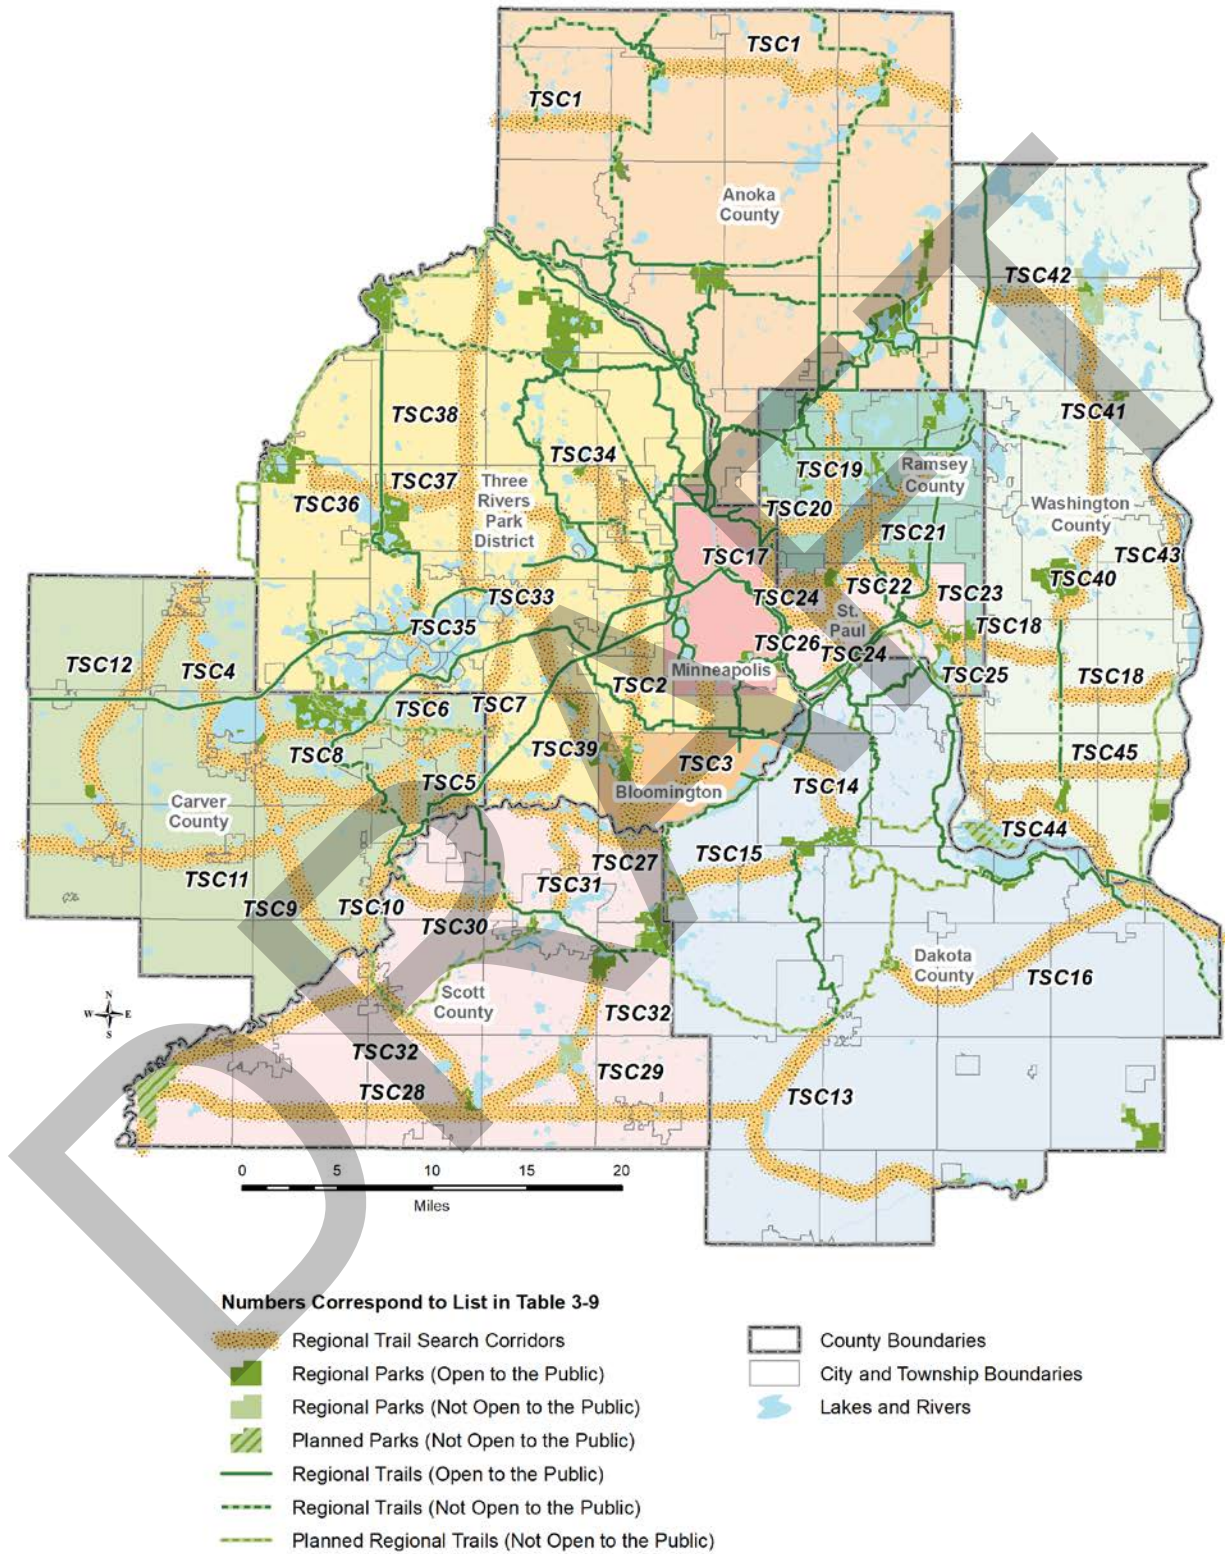 TSC1
TSC1
Anoka
County
TSC42
TSC38
TSC41
TSC34
TSC37
TSC19
Ramsey
County
Three
Rivers
Park
District
TSC36
TSC20
Washington
County
TSC21
TSC17
TSC43
TSC40
TSC22
TSC33
TSC24
TSC23
St.
Paul
TSC35
TSC18
TSC26
TSC24
TSC12
TSC4
Minneapolis
TSC25
TSC18
TSC2
TSC6
TSC7
TSC8
TSC39
TSC3
TSC45
TSC5
TSC14
Bloomington
Carver
County
TSC44
TSC15
TSC27
TSC11
TSC31
TSC9
TSC10
TSC30
Dakota
County
TSC16
Scott
County
N
W E
S
TSC32
TSC32
TSC29
TSC28
TSC13
0 5 10 15 20
Miles
DRAFT
Numbers Correspond to List in Table 3-9
Regional Trail Search Corridors
Regional Parks (Open to the Public)
Regional Parks (Not Open to the Public)
Planned Parks (Not Open to the Public)
Regional Trails (Open to the Public)
Regional Trails (Not Open to the Public)
Planned Regional Trails (Not Open to the Public)
County Boundaries
City and Township Boundaries
Lakes and Rivers